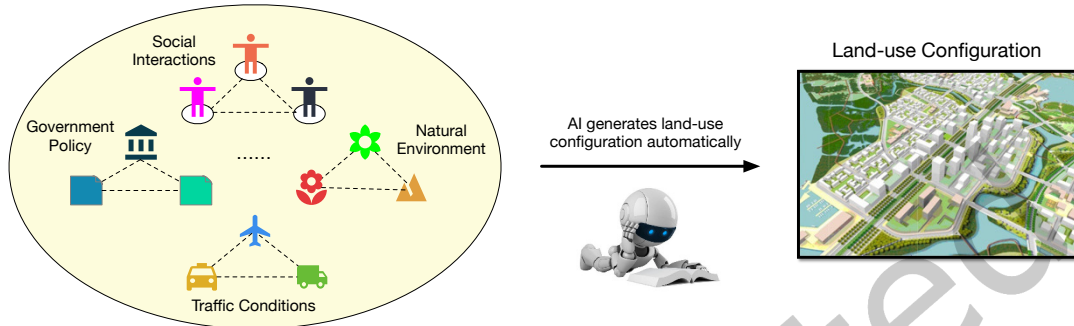 Social
Interactions
Government
Policy
......
Natural
Environment
Traffic Conditions
AI generates land-use
configuration automatically
Land-use Configuration